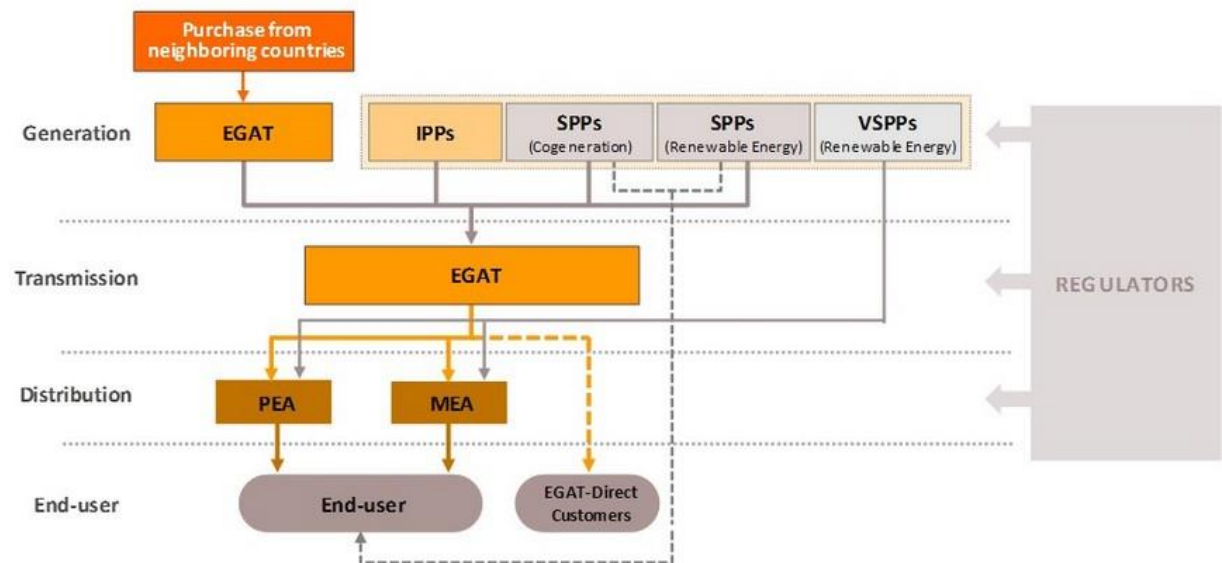 Purchase from
neighboring countries
Generation
EGAT
IPPs
SPPs
(Cogeneration)
SPPs
(Renewable Energy)
VSPPs
(Renewable Energy)
Transmission
EGAT
REGULATORS
Distribution
PEA
MEA
End-user
End-user
EGAT-Direct
Customers